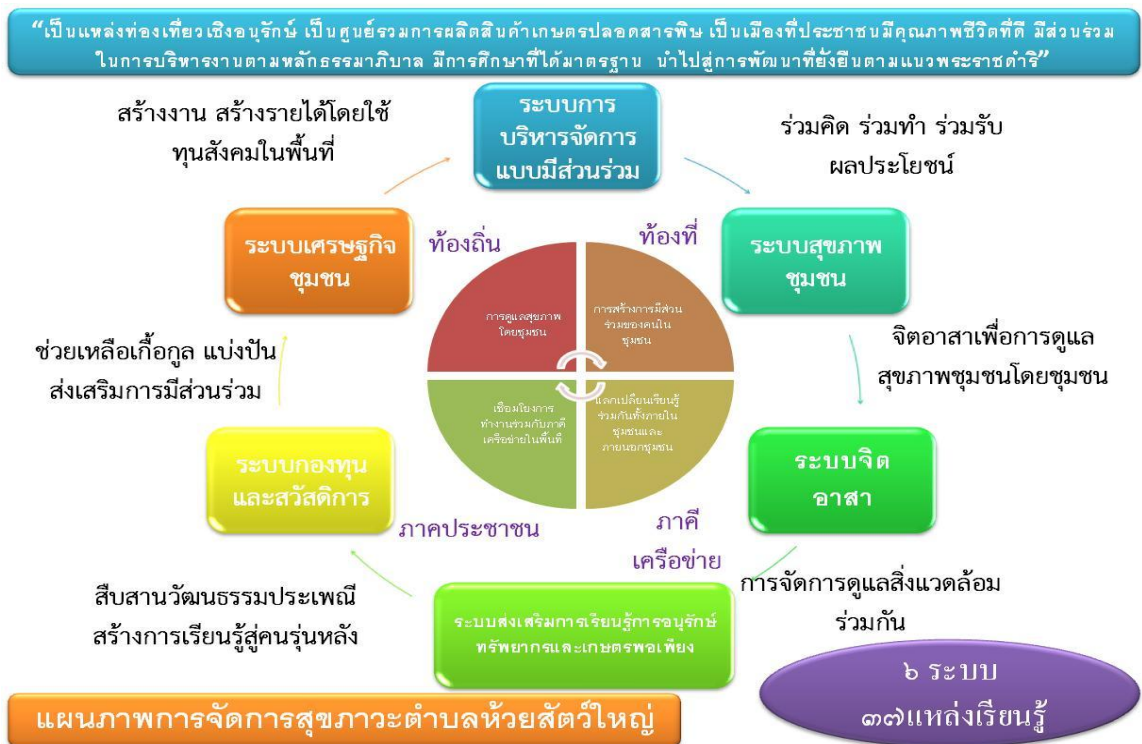 “เป็นแหล่งท่องเที่ยวเชิงอนุรักษ์ เป็นศูนย์รวมการผลิตสินค้าเกษตรปลอดสารพิษ เป็นเมืองที่ประชาชนมีคุณภาพชีวิตที่ดี มีส่วนร่วม
ในการบริหารงานตามหลักธรรมาภิบาล มีการศึกษาที่ได้มาตรฐาน นำไปสู่การพัฒนาที่ยั่งยืนตามแนวพระราชดำริ”
ระบบการ
บริหารจัดการ
แบบมีส่วนร่วม
สร้างงาน สร้างรายได้โดยใช้
ทุนสังคมในพื้นที่
ร่วมคิด ร่วมทำ ร่วมรับ
ผลประโยชน์
ระบบเศรษฐกิจ
ชุมชน
ท้องถิ่น
ท้องที่
ระบบสุขภาพ
ชุมชน
การดูแลสุขภาพ
โดยชุมชน
การสร้างการมีส่วน
ร่วมของคนใน
ชุมชน
ช่วยเหลือเกื้อกูล แบ่งปัน
ส่งเสริมการมีส่วนร่วม
จิตอาสาเพื่อการดูแล
สุขภาพชุมชนโดยชุมชน
เชื่อมโยงการ
ทำงานร่วมกับภาคี
เครือข่ายในพื้นที่
แลกเปลี่ยนเรียนรู้
ร่วมกันทั้งภายใน
ชุมชนและ
ภายนอกชุมชน
ระบบกองทุน
และสวัสดิการ
ระบบจิต
อาสา
ภาคประชาชน
ภาคี
เครือข่าย
สืบสานวัฒนธรรมประเพณี
สร้างการเรียนรู้สู่คนรุ่นหลัง
ระบบส่งเสริมการเรียนรู้การอนุรักษ์
ทรัพยากรและเกษตรพอเพียง
การจัดการดูแลสิ่งแวดล้อม
ร่วมกัน
๖ ระบบ
๓๗แหล่งเรียนรู้
แผนภาพการจัดการสุขภาวะตำบลห้วยสัตว์ใหญ่